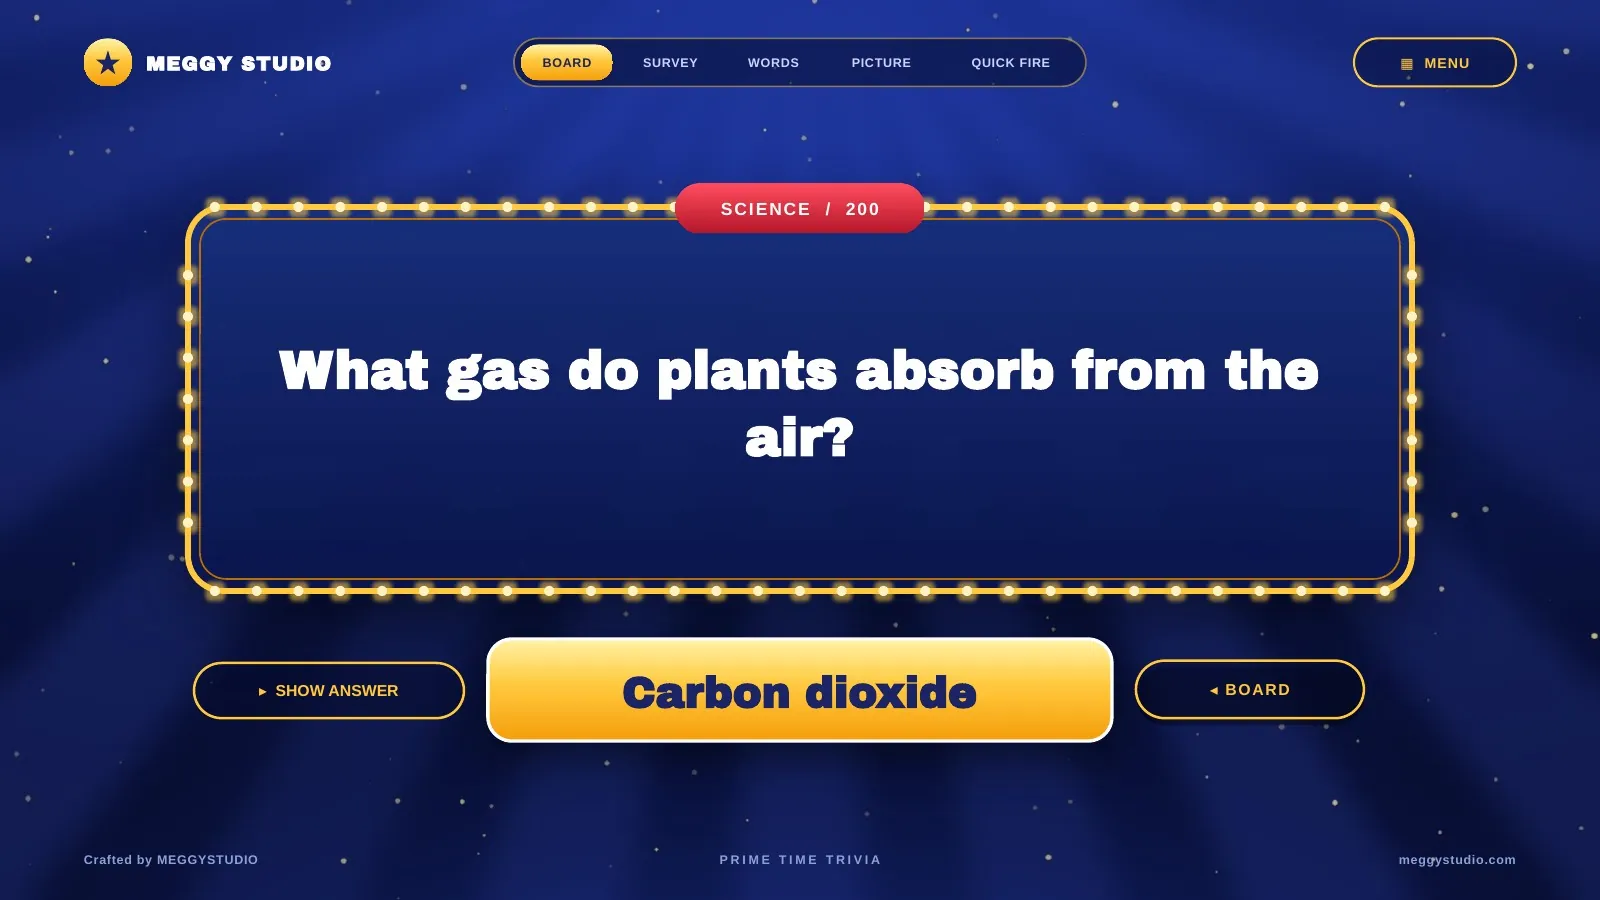 MEGGY STUDIO
BOARD
SURVEY
WORDS
PICTURE
QUICK FIRE
MENU
SCIENCE / 200
What gas do plants absorb from the
air?
SHOW ANSWER
Carbon dioxide
BOARD
Crafted by MEGGYSTUDIO
PRIME TIME TRIVIA
meggystudio.com